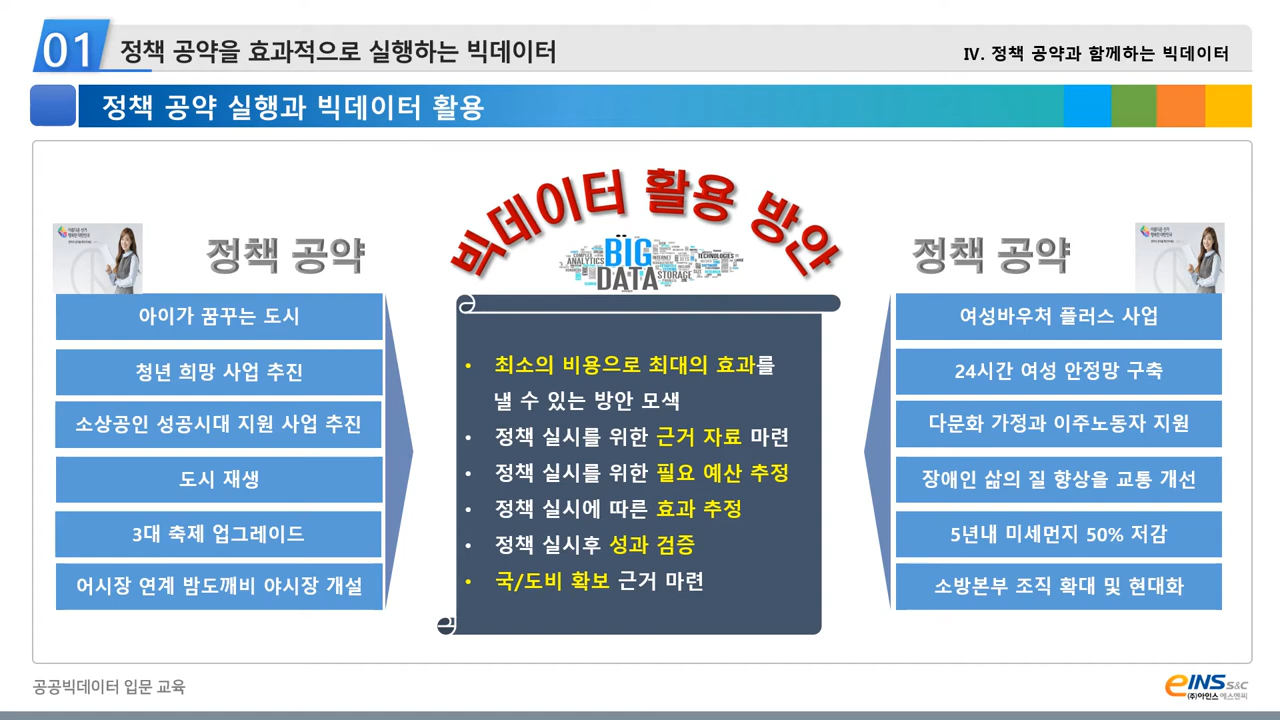 01
정책 공약을 효과적으로 실행하는 빅데이터
Ⅳ. 정책 공약과 함께하는 빅데이터
정책 공약 실행과 빅데이터 활용
빅데이터 활용 방안
정책 공약
아이가 꿈꾸는 도시
청년 희망 사업 추진
소상공인 성공시대 지원 사업 추진
도시 재생
3대 축제 업그레이드
어시장 연계 밤도깨비 야시장 개설
BIG
DATA
ANALYTICS
STORAGE
TECHNOLOGIES
• 최소의 비용으로 최대의 효과를
낼 수 있는 방안 모색
• 정책 실시를 위한 근거 자료 마련
• 정책 실시를 위한 필요 예산 추정
• 정책 실시에 따른 효과 추정
• 정책 실시후 성과 검증
• 국/도비 확보 근거 마련
정책 공약
여성바우처 플러스 사업
24시간 여성 안정망 구축
다문화 가정과 이주노동자 지원
장애인 삶의 질 향상을 교통 개선
5년내 미세먼지 50% 저감
소방본부 조직 확대 및 현대화
공공빅데이터 입문 교육
eINS S&C
(주)아인스 에스엔씨